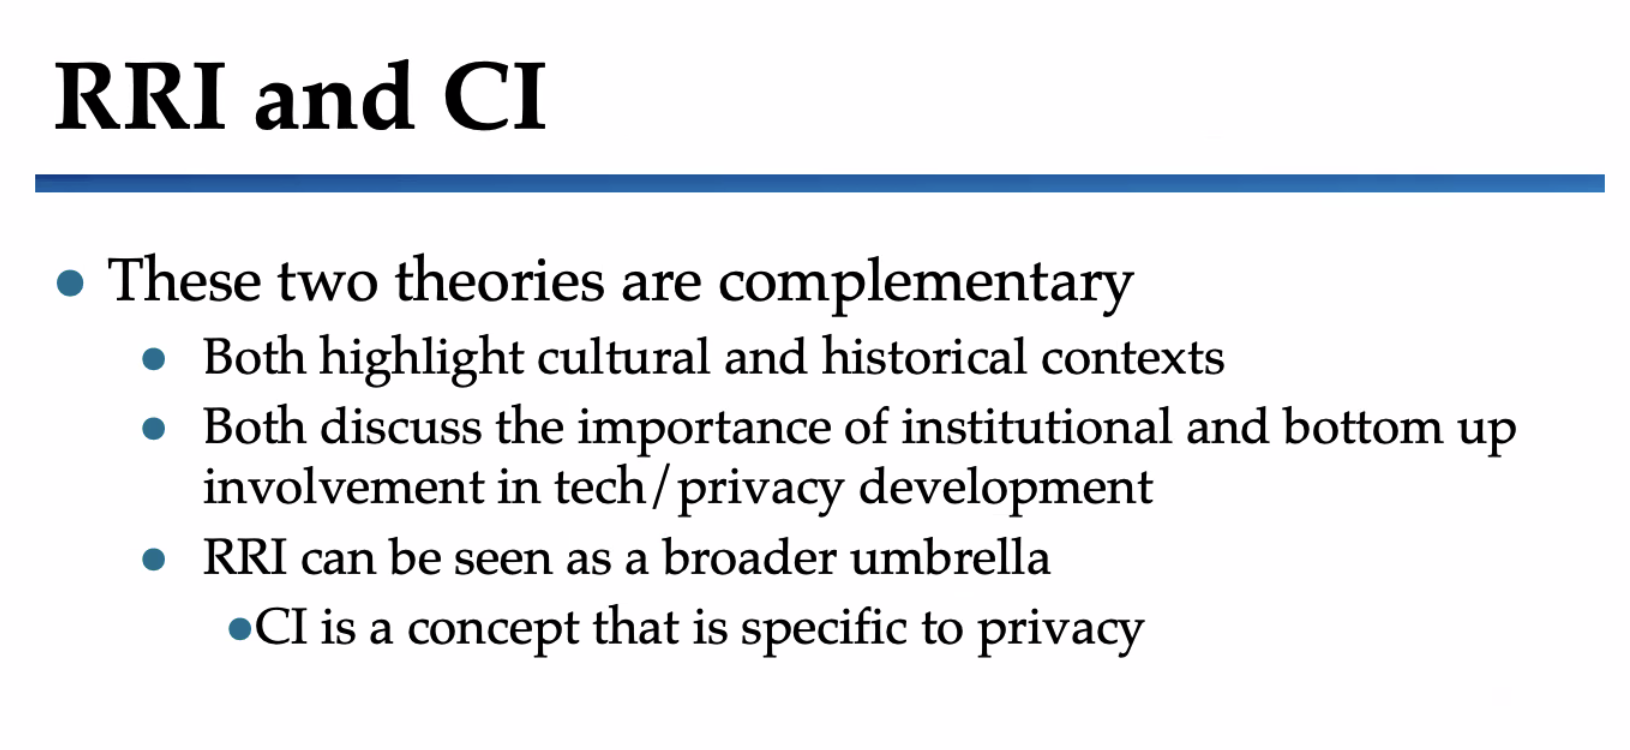 RRI and CI
• These two theories are complementary
• Both highlight cultural and historical contexts
• Both discuss the importance of institutional and bottom up
involvement in tech/privacy development
• RRI can be seen as a broader umbrella
•CI is a concept that is specific to privacy